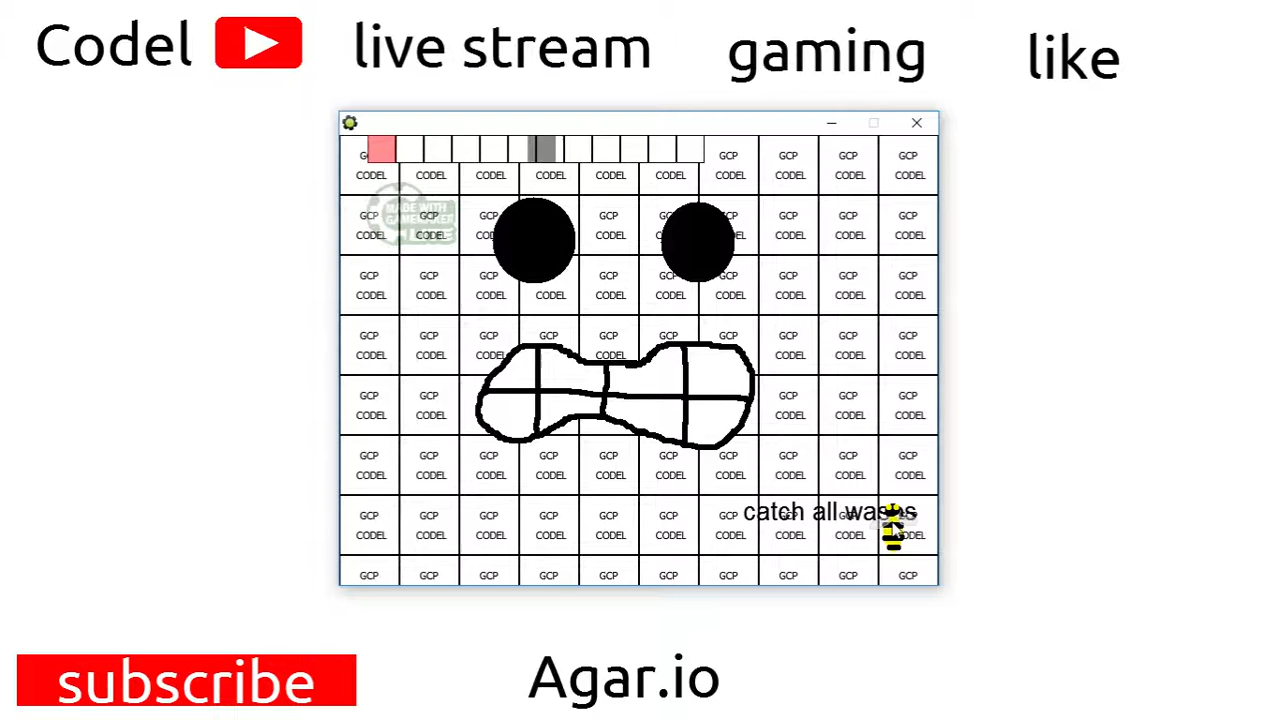 Codel live stream gaming like
GCP GCP GCP GCP
CODEL CODEL CODEL CODEL CODEL CODEL CODEL CODEL CODEL CODEL
MADE WITH
GAMEMAKER
GCP GCP GCP GCP GCP GCP GCP
CODEL CODEL CODEL CODEL CODEL CODEL
GCP GCP GCP GCP GCP GCP GCP GCP
CODEL CODEL CODEL CODEL CODEL CODEL CODEL CODEL CODEL CODEL
GCP GCP GCP GCP GCP GCP GCP GCP GCP GCP
CODEL CODEL CODEL CODEL CODEL CODEL CODEL
GCP GCP GCP GCP GCP
CODEL CODEL CODEL CODEL CODEL
GCP GCP GCP GCP GCP GCP GCP GCP GCP GCP
CODEL CODEL CODEL CODEL CODEL CODEL CODEL CODEL CODEL CODEL
catch all wasps
GCP GCP GCP GCP GCP GCP GCP GCP GCP GCP
CODEL CODEL CODEL CODEL CODEL CODEL CODEL CODEL CODEL CODEL
GCP GCP GCP GCP GCP GCP GCP GCP GCP GCP
subscribe Agar.io